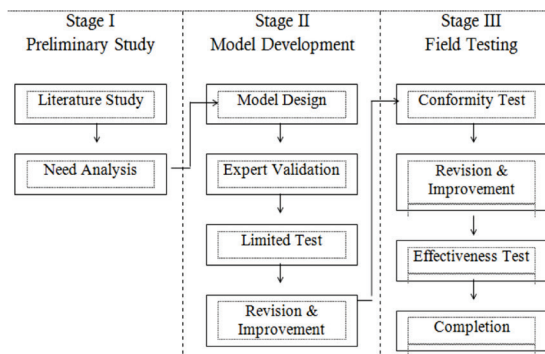 Stage I
Preliminary Study
Literature Study
Need Analysis
Stage II
Model Development
Model Design
Expert Validation
Limited Test
Revision &
Improvement
Stage III
Field Testing
Conformity Test
Revision &
Improvement
Effectiveness Test
Completion